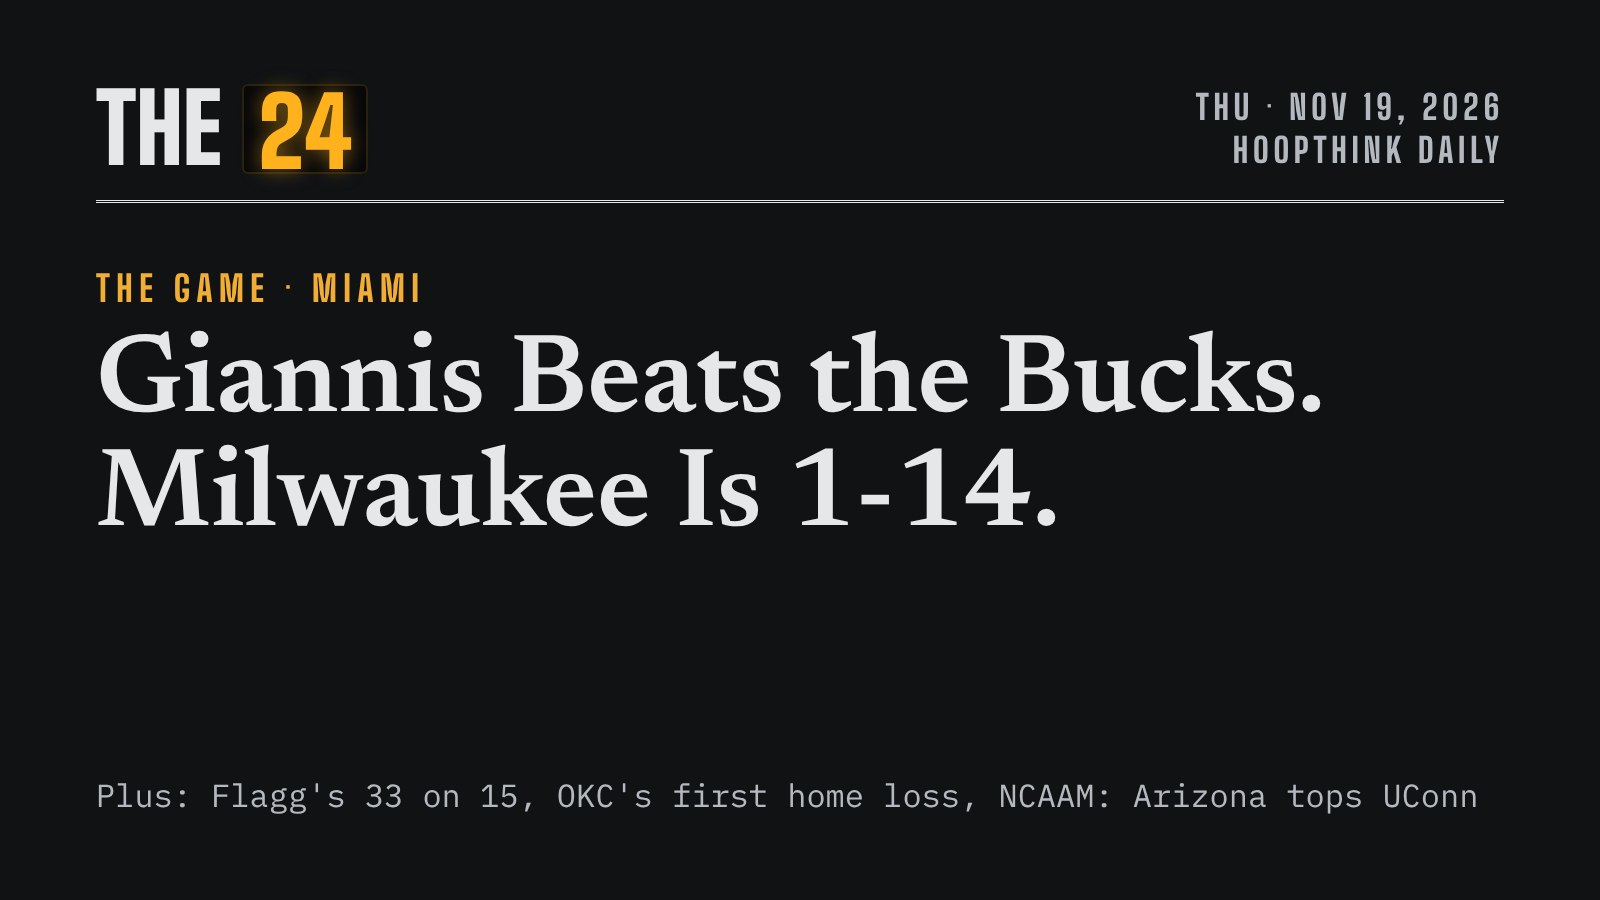 THE 24
THU · NOV 19, 2026
HOOPTHINK DAILY
THE GAME · MIAMI
Giannis Beats the Bucks.
Milwaukee Is 1-14.
Plus: Flagg's 33 on 15, OKC's first home loss, NCAAM: Arizona tops UConn